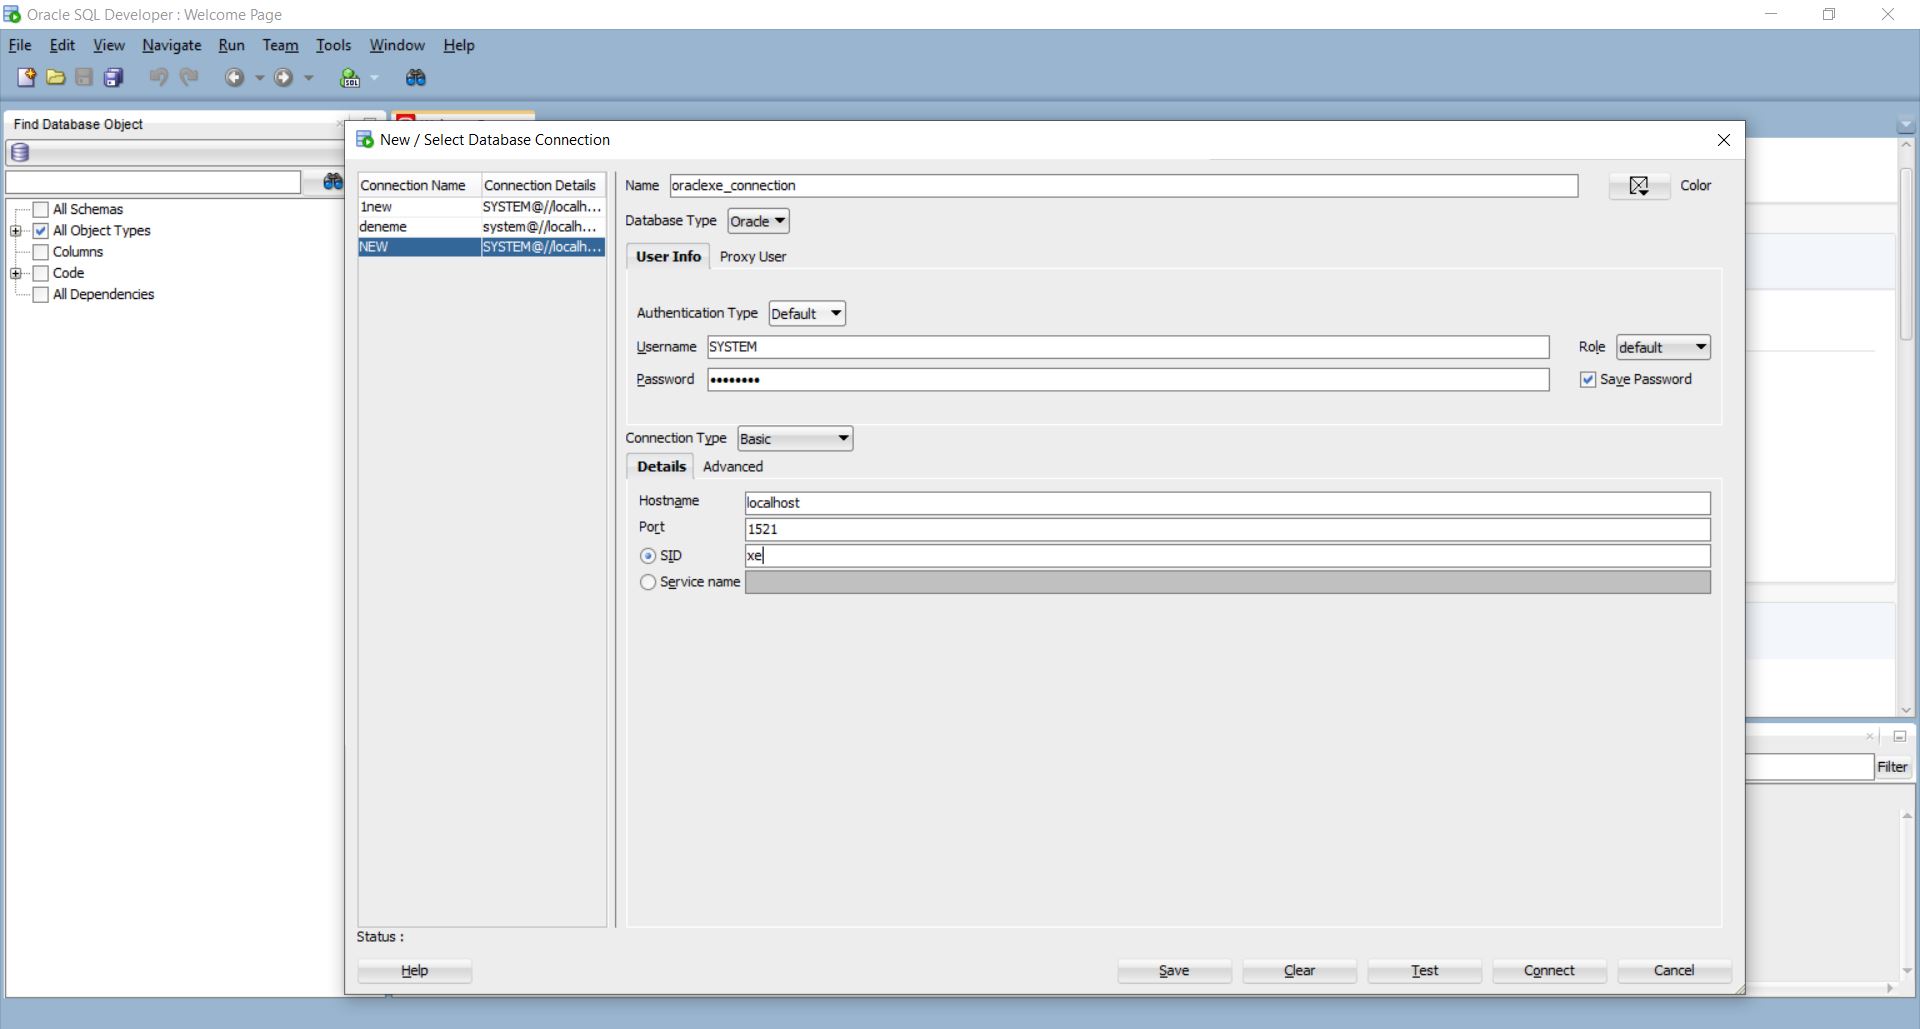 Oracle SQL Developer : Welcome Page
File Edit View Navigate Run Team Tools Window Help
SQL
Find Database Object
All Schemas
All Object Types
Columns
Code
All Dependencies
New / Select Database Connection
Connection Name Connection Details
1new SYSTEM@//localh...
deneme system@//localh...
NEW SYSTEM@//localh...
Name oraclexe_connection Color
Database Type Oracle
User Info Proxy User
Authentication Type Default
Username SYSTEM Role default
Password •••••••• Save Password
Connection Type Basic
Details Advanced
Hostname localhost
Port 1521
SID xe
Service name
Status :
Help Save Clear Test Connect Cancel
Filter